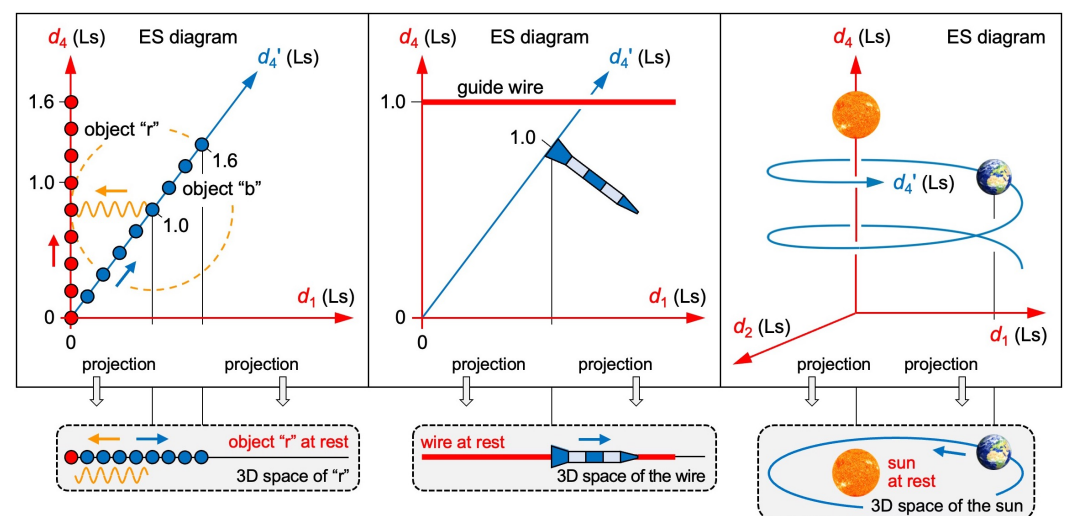 d₄ (Ls)
ES diagram
d₄' (Ls)
1.6
object “r”
1.6
1.0
object “b”
1.0
0
d₁ (Ls)
0
projection
projection
object “r” at rest
3D space of “r”
d₄ (Ls)
ES diagram
d₄' (Ls)
guide wire
1.0
1.0
0
d₁ (Ls)
0
projection
projection
wire at rest
3D space of the wire
d₄ (Ls)
ES diagram
d₄' (Ls)
d₂ (Ls)
d₁ (Ls)
projection
projection
sun
at rest
3D space of the sun